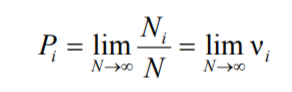 P_i = lim_{N→∞} N_i / N = lim_{N→∞} ν_i